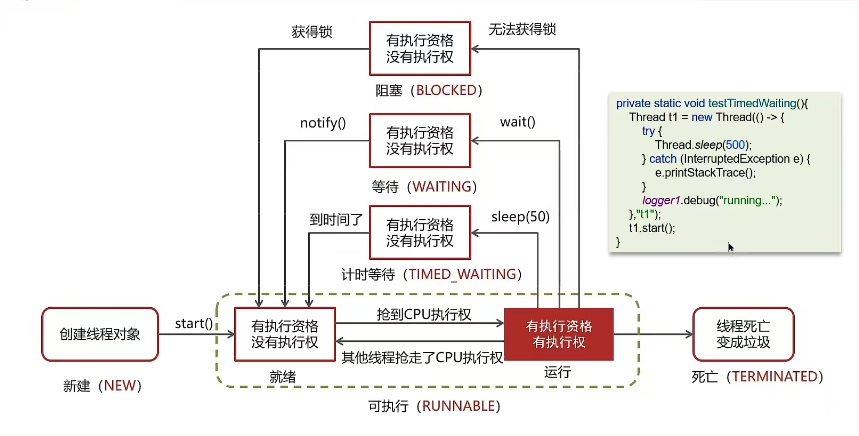 获得锁
有执行资格
没有执行权
无法获得锁
阻塞（BLOCKED）
notify()
有执行资格
没有执行权
wait()
等待（WAITING）
到时间了
有执行资格
没有执行权
sleep(50)
计时等待（TIMED_WAITING）
private static void testTimedWaiting(){
Thread t1 = new Thread(() -> {
try {
Thread.sleep(500);
} catch (InterruptedException e) {
e.printStackTrace();
}
logger1.debug("running...");
},"t1");
t1.start();
}
创建线程对象
新建（NEW）
start()
有执行资格
没有执行权
就绪
抢到CPU执行权
其他线程抢走了CPU执行权
有执行资格
有执行权
运行
可执行（RUNNABLE）
线程死亡
变成垃圾
死亡（TERMINATED）